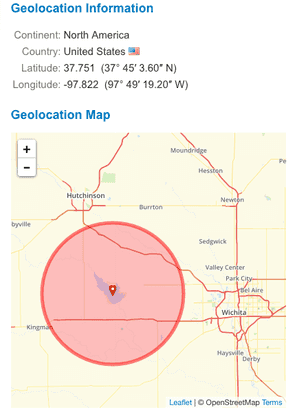 Geolocation Information
Continent: North America
Country: United States
Latitude: 37.751 (37° 45′ 3.60″ N)
Longitude: -97.822 (97° 49′ 19.20″ W)
Geolocation Map
+
−
Moundridge
Hesston
Hutchinson
Newton
Burrton
byville
Sedgwick
Valley Center
Park City
Bel Aire
Wichita
Kingman
Haysville
Derby
Leaflet | © OpenStreetMap Terms